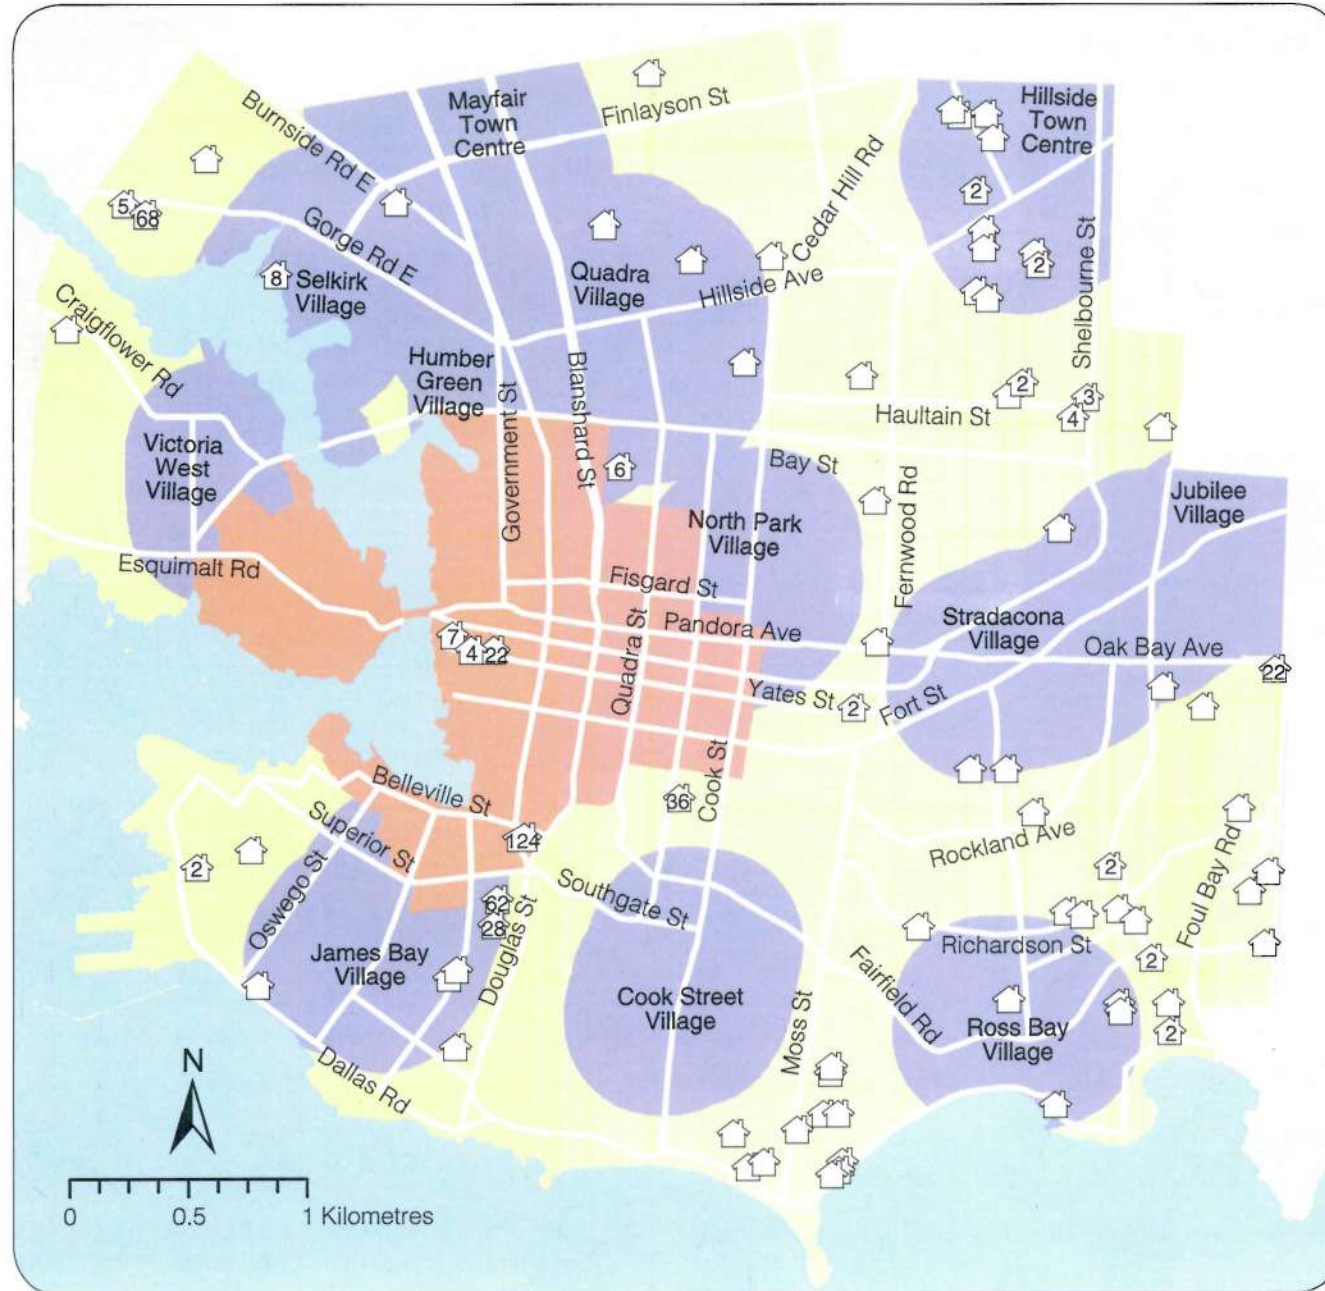 Mayfair
Town
Centre
Finlayson St
Hillside
Town
Centre
Burnside Rd E
Cedar Hill Rd
2
5
68
Gorge Rd E
Shelbourne St
8
Selkirk
Village
Quadra
Village
Hillside Ave
2
Craigflower Rd
Humber
Green
Village
Government St
Blanshard St
2
3
4
Haultain St
Victoria
West
Village
6
Bay St
Fernwood Rd
Jubilee
Village
North Park
Village
Esquimalt Rd
Fisgard St
Quadra St
Pandora Ave
Stradacona
Village
Oak Bay Ave
7
4
22
22
Yates St
2
Fort St
Belleville St
36
Cook St
Superior St
124
Rockland Ave
2
Foul Bay Rd
2
Oswego St
62
28
Douglas St
Southgate St
Richardson St
James Bay
Village
2
Cook Street
Village
Moss St
Fairfield Rd
Ross Bay
Village
2
Dallas Rd
N
0
0.5
1 Kilometres